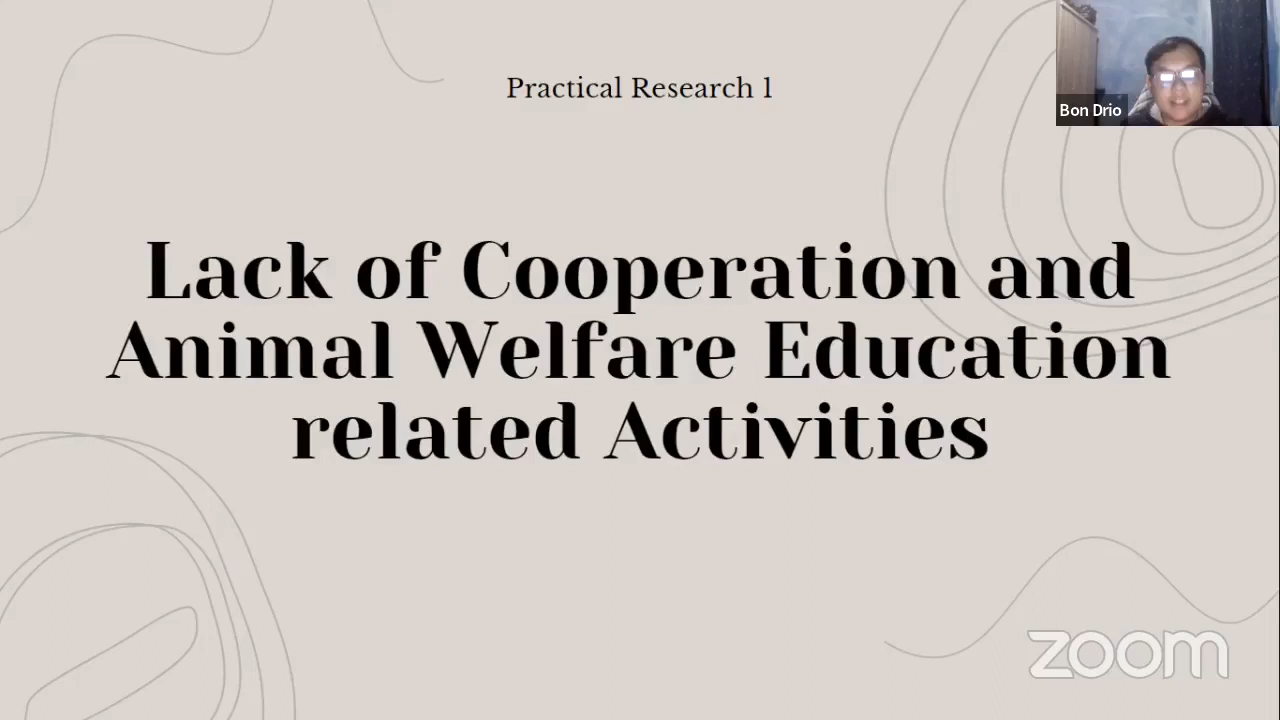 Practical Research 1
Bon Drio
Lack of Cooperation and
Animal Welfare Education
related Activities
zoom